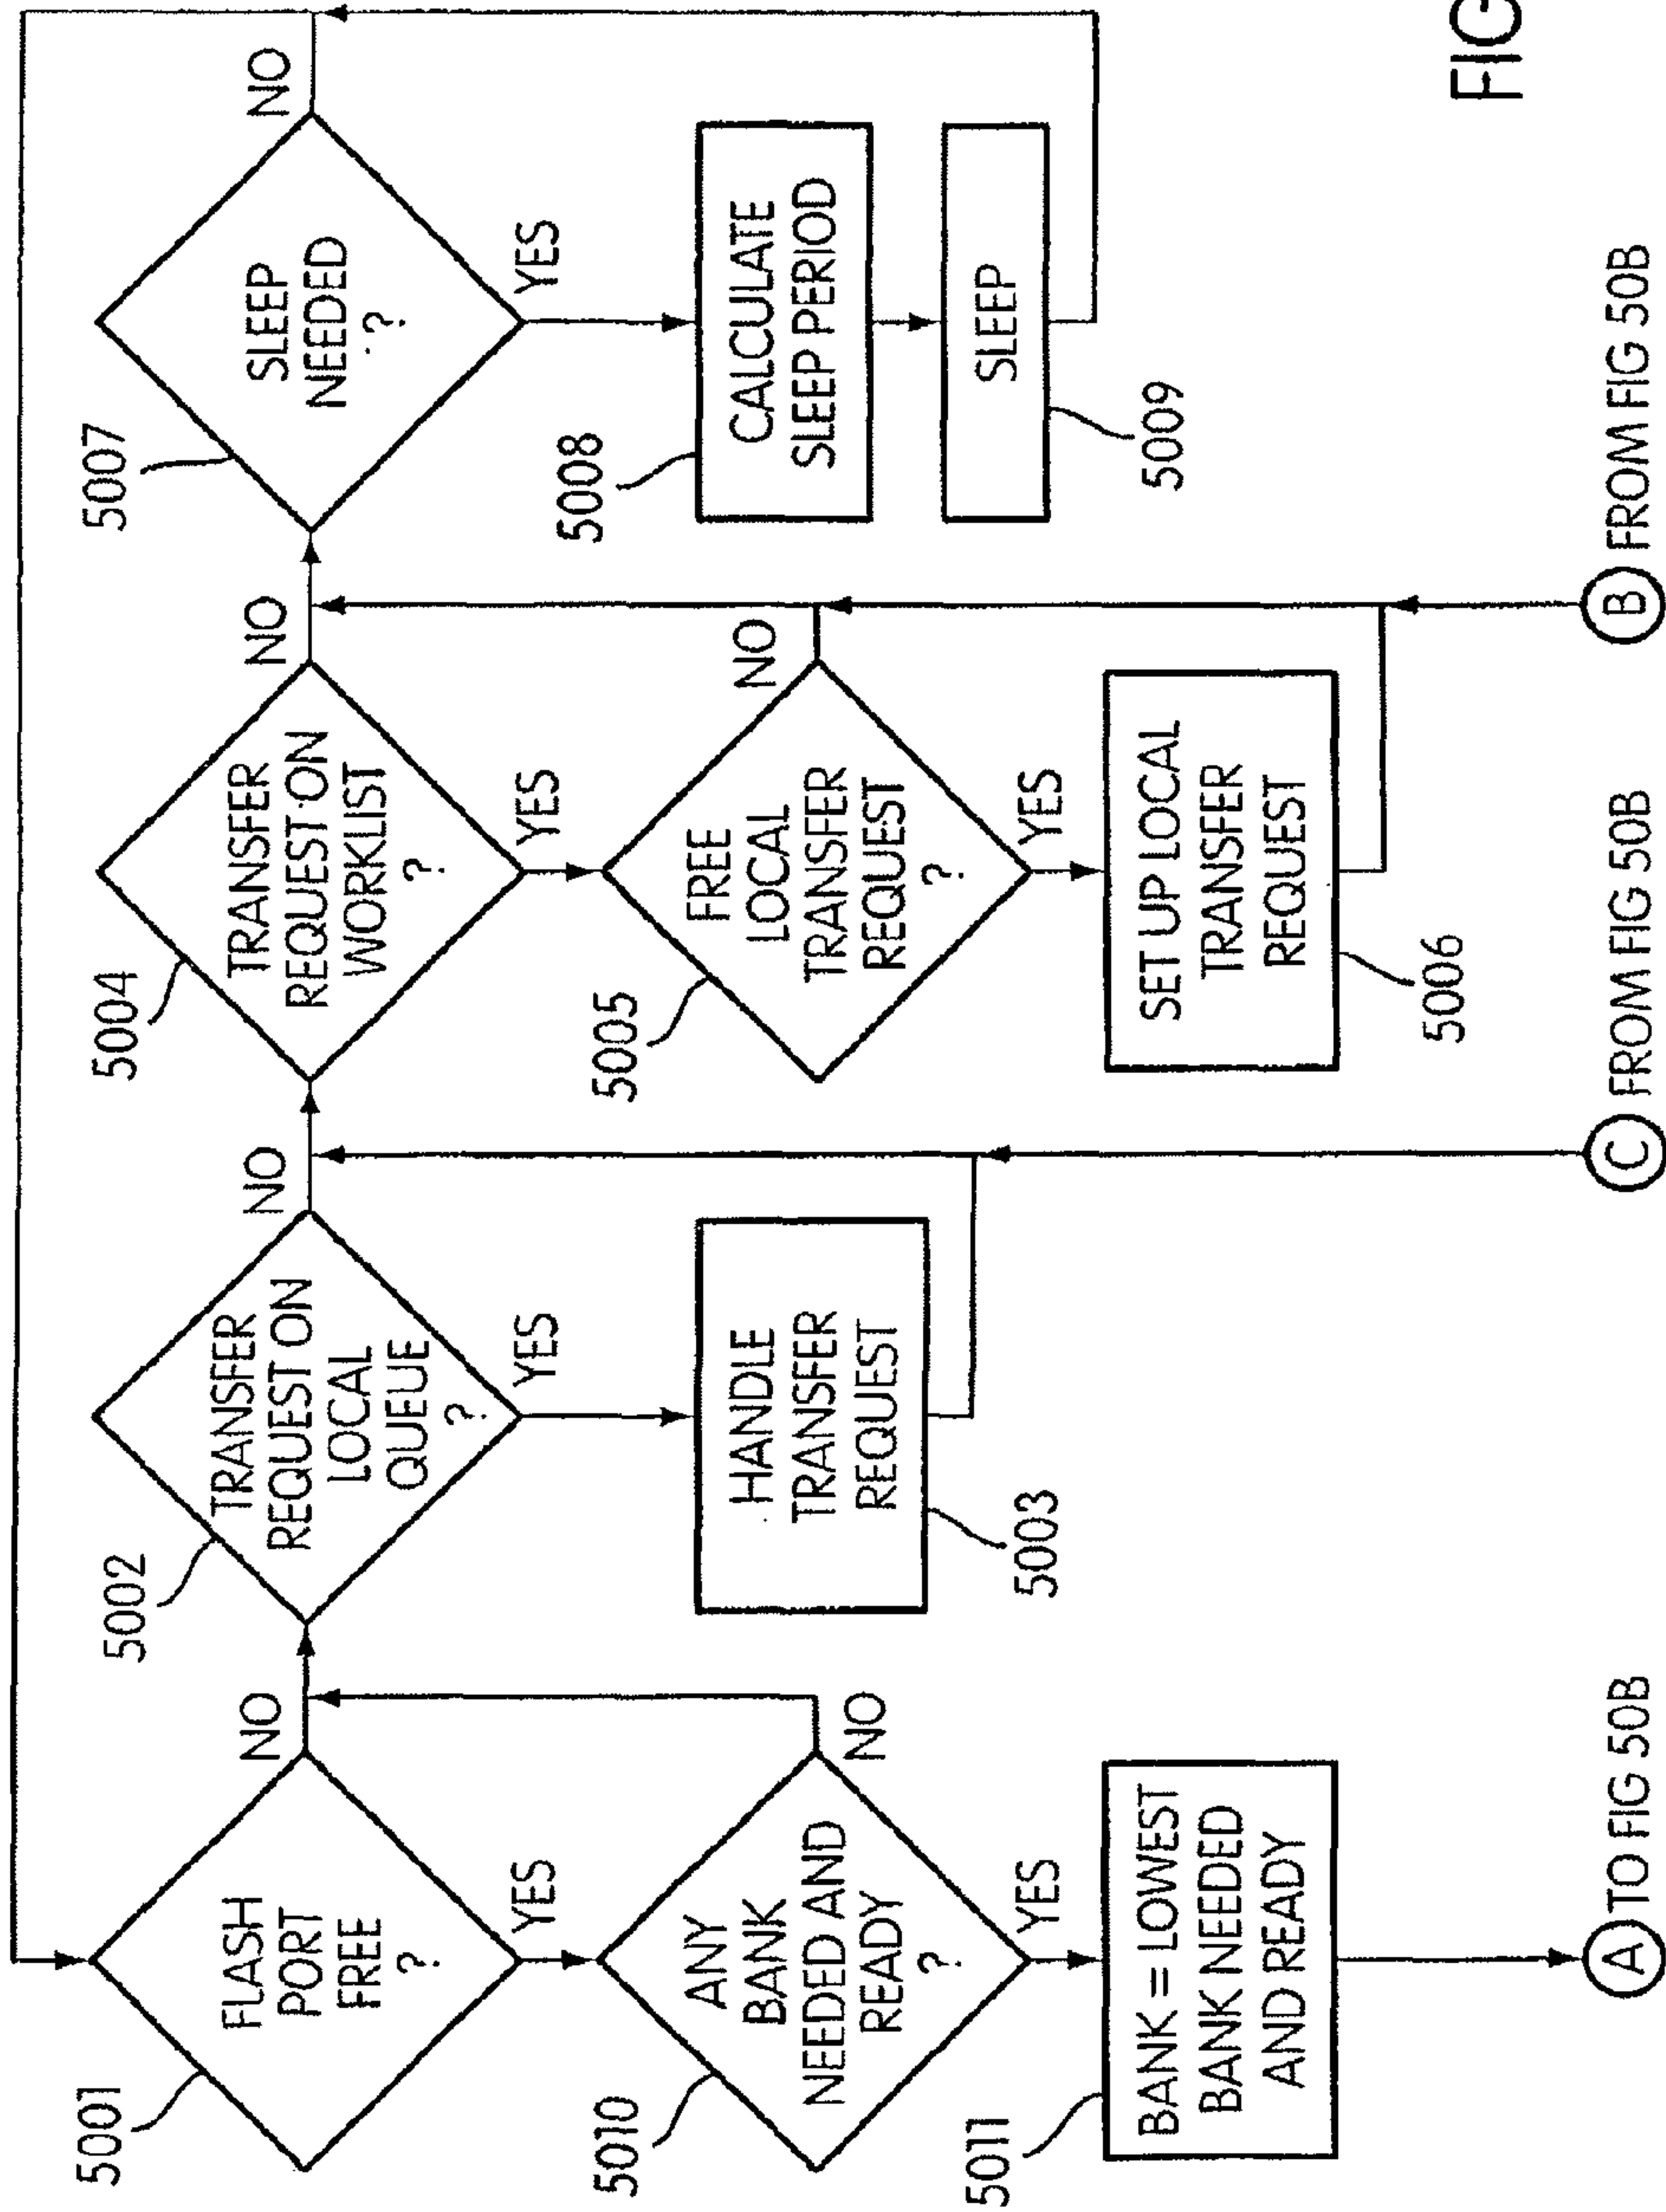 5001
FLASH
PORT
FREE
?
NO
YES
5010
ANY
BANK
NEEDED AND
READY
?
NO
YES
5011
BANK = LOWEST
BANK NEEDED
AND READY
A TO FIG 50B
5002
TRANSFER
REQUEST ON
LOCAL
QUEUE
?
NO
YES
HANDLE
TRANSFER
REQUEST
5003
C FROM FIG 50B
5004
TRANSFER
REQUEST ON
WORKLIST
?
NO
YES
5005
FREE
LOCAL
TRANSFER
REQUEST
?
NO
YES
SET UP LOCAL
TRANSFER
REQUEST
5006
B FROM FIG 50B
5007
SLEEP
NEEDED
?
NO
YES
5008
CALCULATE
SLEEP PERIOD
SLEEP
5009
FIG